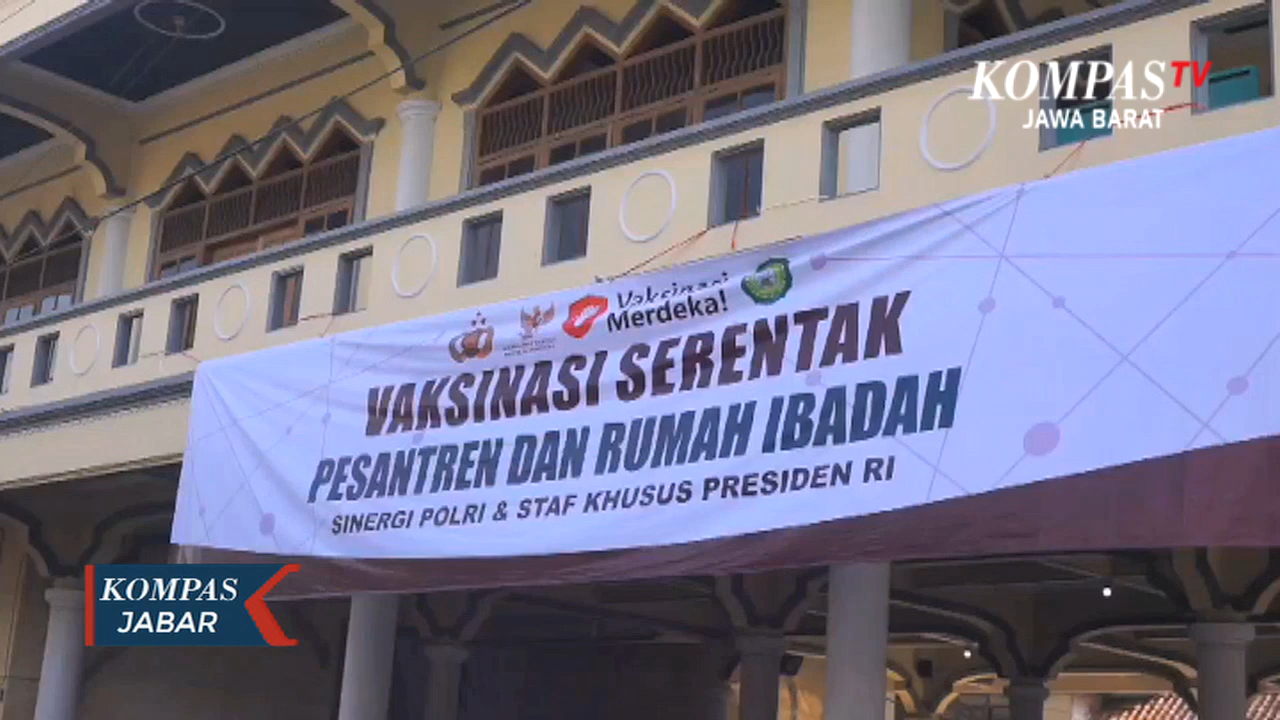 KOMPASTV
JAWA BARAT
Vaksinasi
Merdeka!
VAKSINASI SERENTAK
PESANTREN DAN RUMAH IBADAH
SINERGI POLRI & STAF KHUSUS PRESIDEN RI
KOMPAS
JABAR